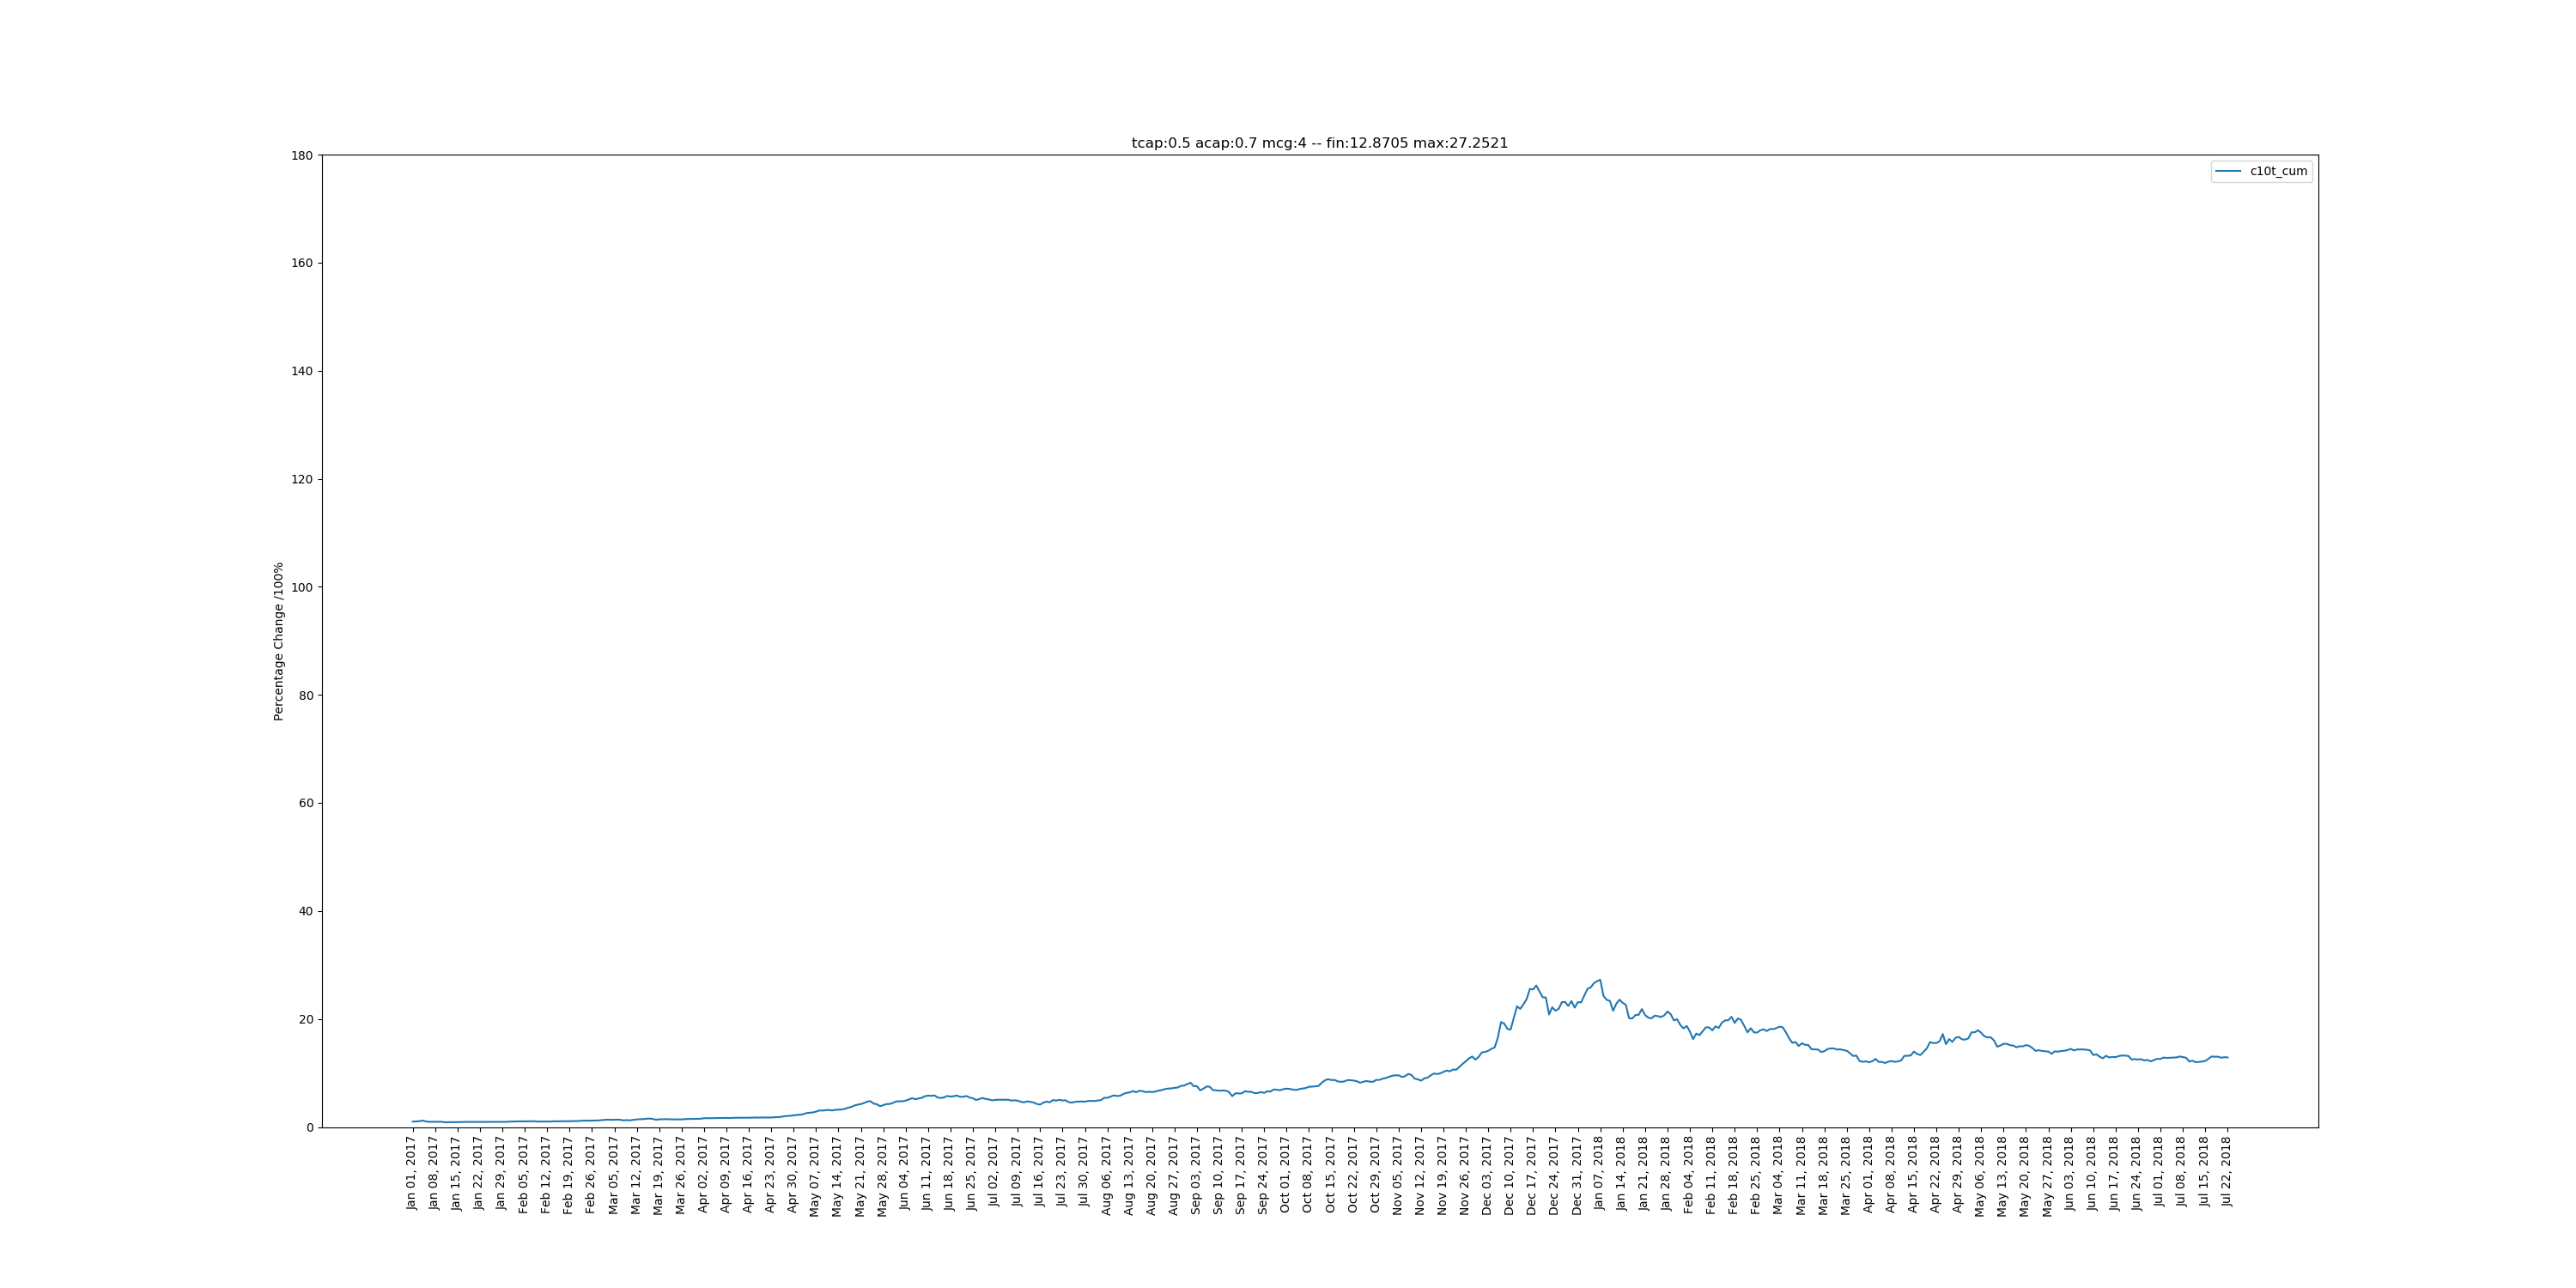 tcap:0.5 acap:0.7 mcg:4 -- fin:12.8705 max:27.2521
c10t_cum
Percentage Change /100%
180
160
140
120
100
80
60
40
20
0
Jan 01, 2017
Jan 08, 2017
Jan 15, 2017
Jan 22, 2017
Jan 29, 2017
Feb 05, 2017
Feb 12, 2017
Feb 19, 2017
Feb 26, 2017
Mar 05, 2017
Mar 12, 2017
Mar 19, 2017
Mar 26, 2017
Apr 02, 2017
Apr 09, 2017
Apr 16, 2017
Apr 23, 2017
Apr 30, 2017
May 07, 2017
May 14, 2017
May 21, 2017
May 28, 2017
Jun 04, 2017
Jun 11, 2017
Jun 18, 2017
Jun 25, 2017
Jul 02, 2017
Jul 09, 2017
Jul 16, 2017
Jul 23, 2017
Jul 30, 2017
Aug 06, 2017
Aug 13, 2017
Aug 20, 2017
Aug 27, 2017
Sep 03, 2017
Sep 10, 2017
Sep 17, 2017
Sep 24, 2017
Oct 01, 2017
Oct 08, 2017
Oct 15, 2017
Oct 22, 2017
Oct 29, 2017
Nov 05, 2017
Nov 12, 2017
Nov 19, 2017
Nov 26, 2017
Dec 03, 2017
Dec 10, 2017
Dec 17, 2017
Dec 24, 2017
Dec 31, 2017
Jan 07, 2018
Jan 14, 2018
Jan 21, 2018
Jan 28, 2018
Feb 04, 2018
Feb 11, 2018
Feb 18, 2018
Feb 25, 2018
Mar 04, 2018
Mar 11, 2018
Mar 18, 2018
Mar 25, 2018
Apr 01, 2018
Apr 08, 2018
Apr 15, 2018
Apr 22, 2018
Apr 29, 2018
May 06, 2018
May 13, 2018
May 20, 2018
May 27, 2018
Jun 03, 2018
Jun 10, 2018
Jun 17, 2018
Jun 24, 2018
Jul 01, 2018
Jul 08, 2018
Jul 15, 2018
Jul 22, 2018